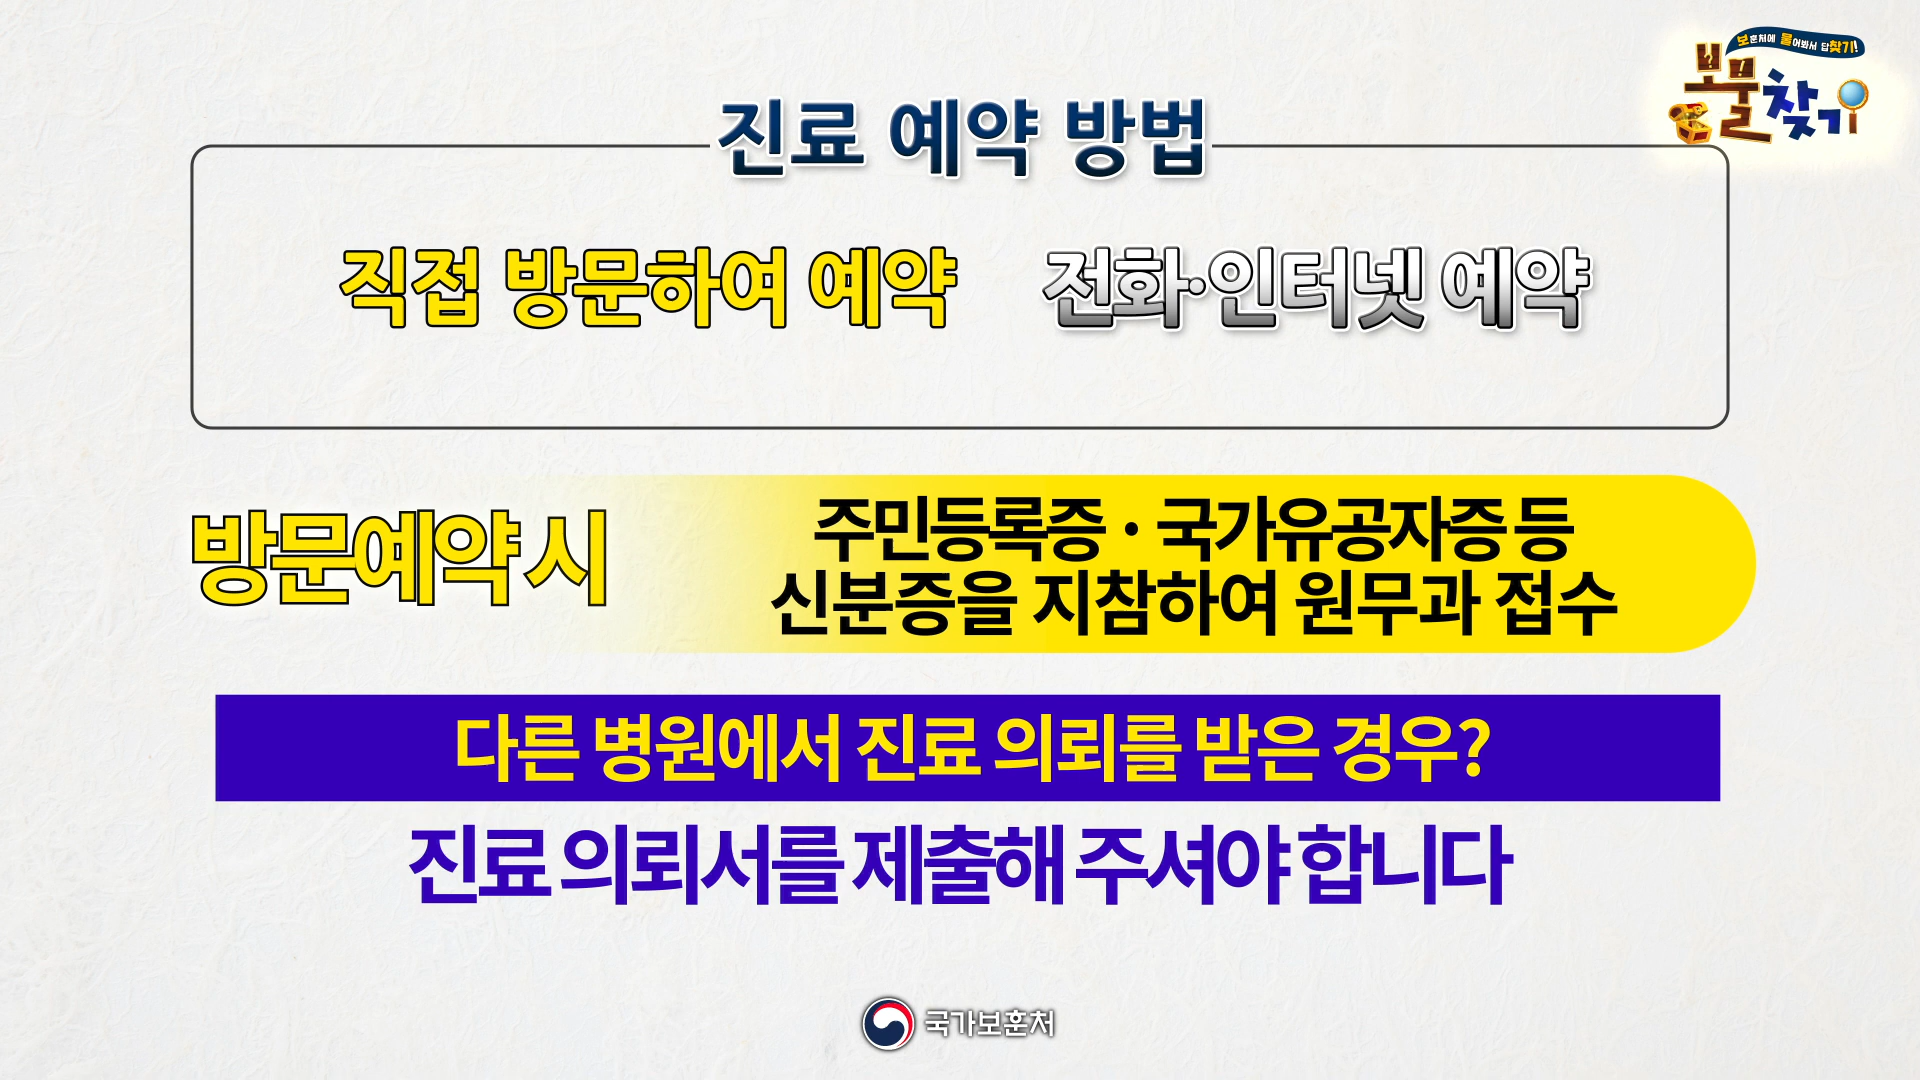 보훈처에 물어봐서 답찾기!
보물찾기
진료 예약 방법
직접 방문하여 예약
전화·인터넷 예약
방문예약 시
주민등록증 · 국가유공자증 등
신분증을 지참하여 원무과 접수
다른 병원에서 진료 의뢰를 받은 경우?
진료 의뢰서를 제출해 주셔야 합니다
국가보훈처